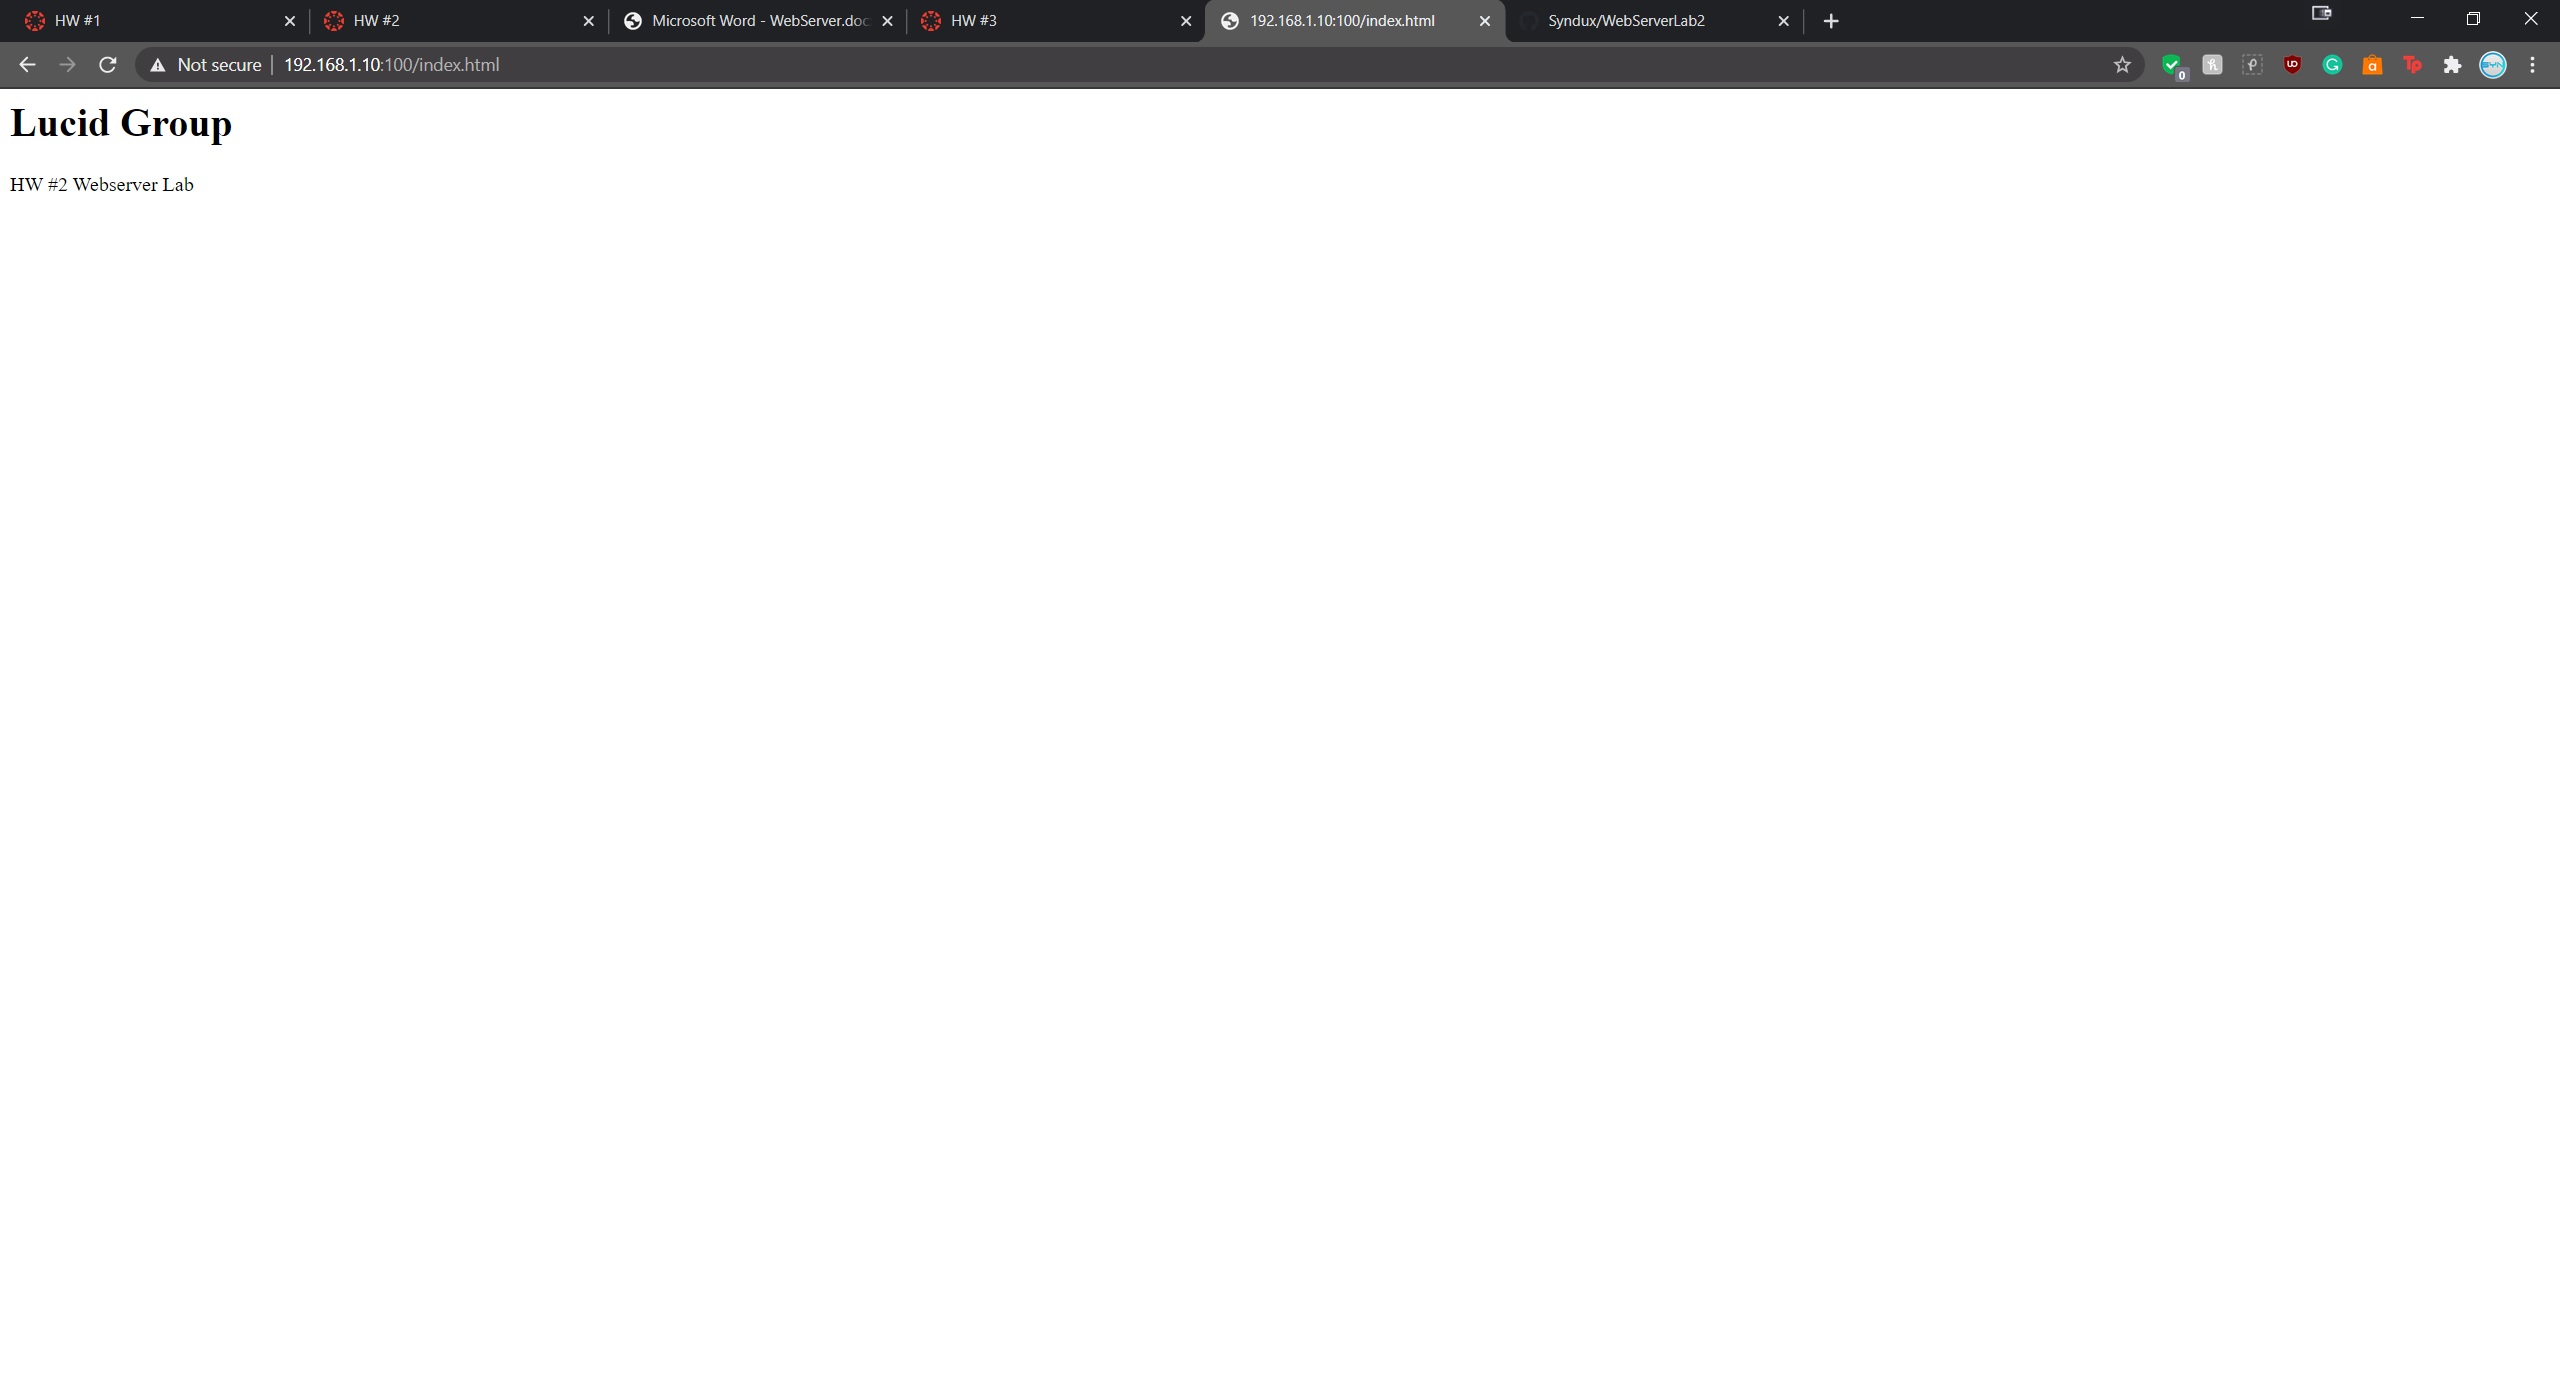 HW #1
HW #2
Microsoft Word - WebServer.doc
HW #3
192.168.1.10:100/index.html
Syndux/WebServerLab2
Not secure
192.168.1.10:100/index.html
0
Lucid Group
HW #2 Webserver Lab